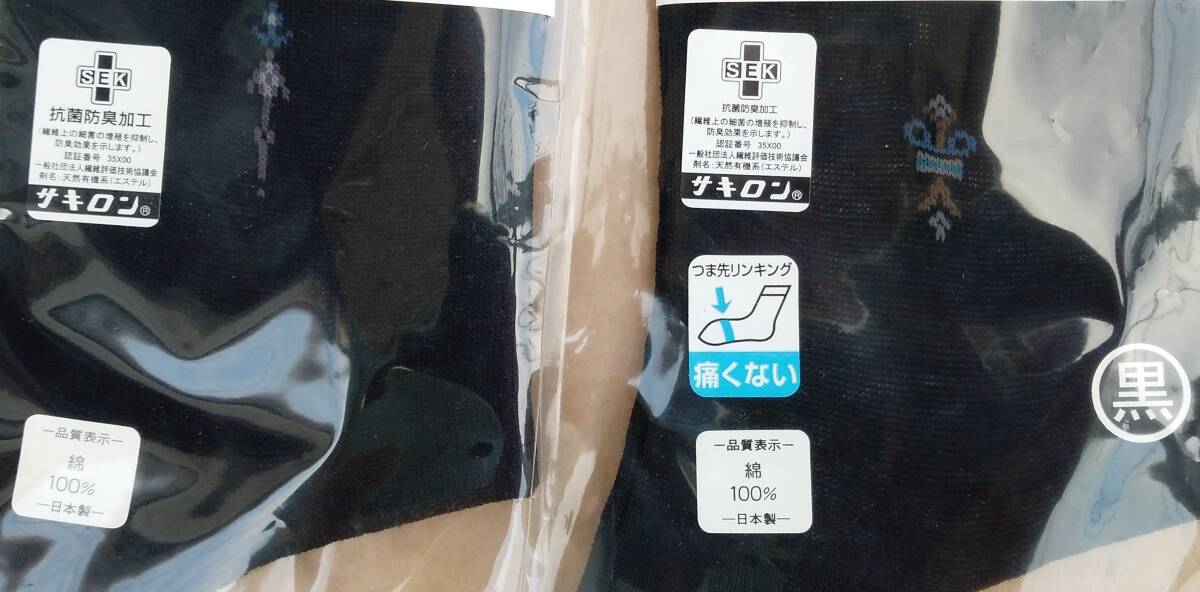 SEK
抗菌防臭加工
(繊維上の細菌の増殖を抑制し、
防臭効果を示します。)
認証番号 35X00
一般社団法人繊維評価技術協議会
剤名:天然有機系(エステル)
サキロン®
—品質表示—
綿
100%
—日本製—
SEK
抗菌防臭加工
(繊維上の細菌の増殖を抑制し、
防臭効果を示します。)
認証番号 35X00
一般社団法人繊維評価技術協議会
剤名:天然有機系(エステル)
サキロン®
つま先リンキング
痛くない
—品質表示—
綿
100%
—日本製—
黒